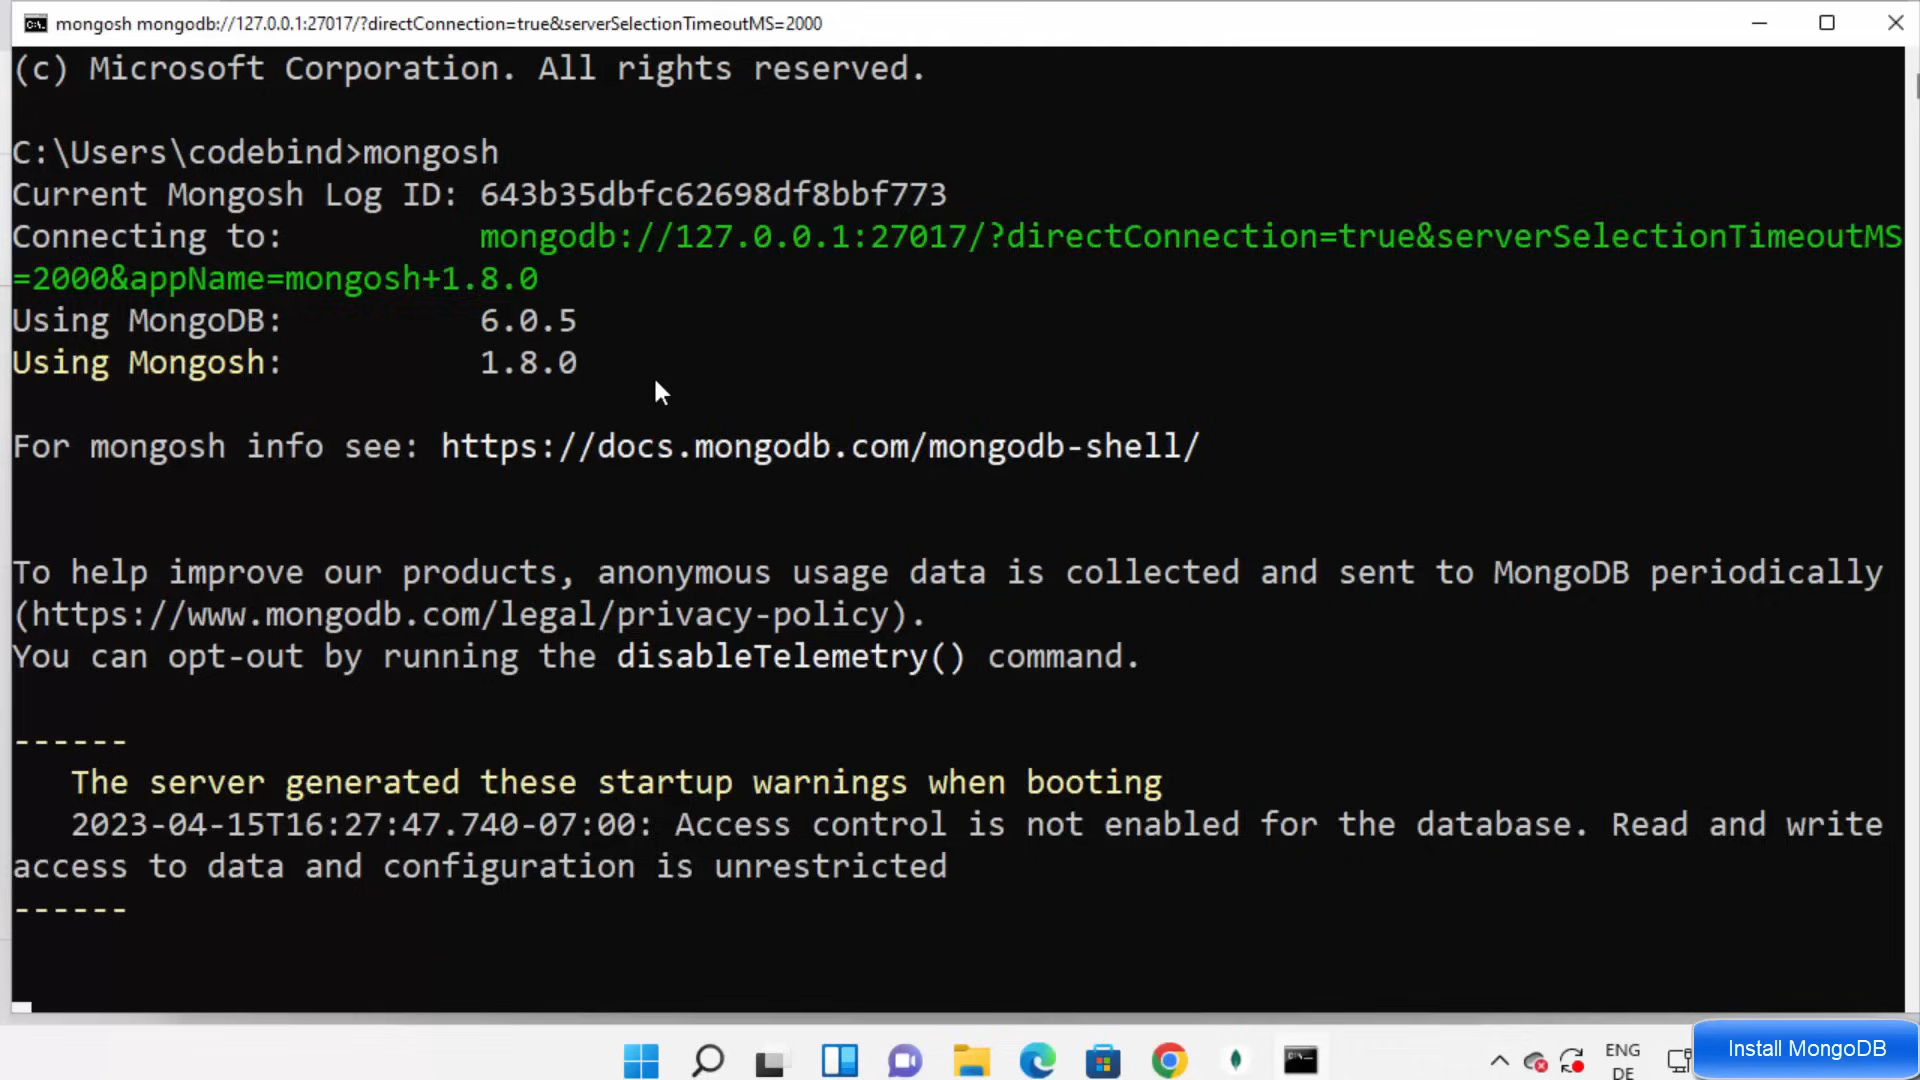 mongosh mongodb://127.0.0.1:27017/?directConnection=true&serverSelectionTimeoutMS=2000
(c) Microsoft Corporation. All rights reserved.
C:\Users\codebind>mongosh
Current Mongosh Log ID: 643b35dbfc62698df8bbf773
Connecting to: mongodb://127.0.0.1:27017/?directConnection=true&serverSelectionTimeoutMS
=2000&appName=mongosh+1.8.0
Using MongoDB: 6.0.5
Using Mongosh: 1.8.0
For mongosh info see: https://docs.mongodb.com/mongodb-shell/
To help improve our products, anonymous usage data is collected and sent to MongoDB periodically
(https://www.mongodb.com/legal/privacy-policy).
You can opt-out by running the disableTelemetry() command.
------
The server generated these startup warnings when booting
2023-04-15T16:27:47.740-07:00: Access control is not enabled for the database. Read and write
access to data and configuration is unrestricted
------
ENG
DE
Install MongoDB